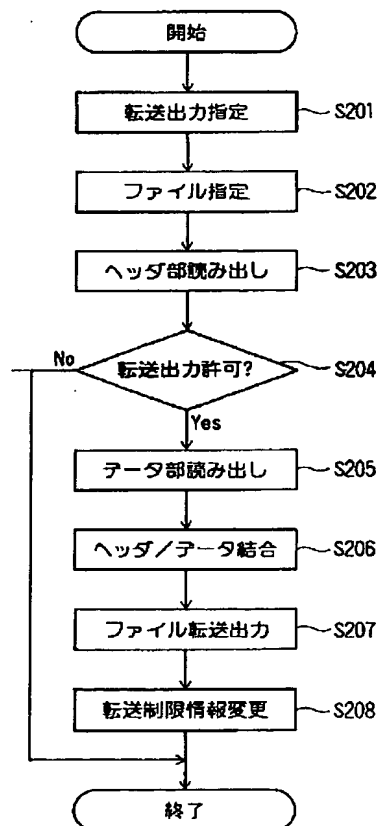 開始
転送出力指定 S201
ファイル指定 S202
ヘッダ部読み出し S203
No 転送出力許可? S204
Yes
データ部読み出し S205
ヘッダ/データ結合 S206
ファイル転送出力 S207
転送制限情報変更 S208
終了